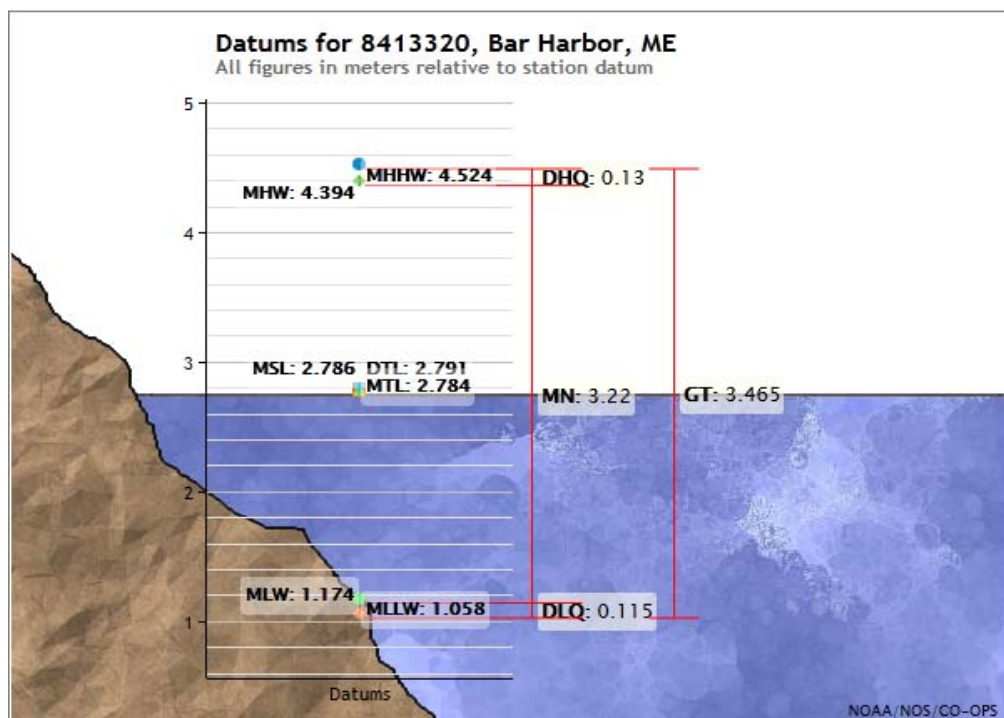 Datums for 8413320, Bar Harbor, ME
All figures in meters relative to station datum
5
MHHW: 4.524
DHQ: 0.13
MHW: 4.394
4
3
MSL: 2.786 DTL: 2.791
MTL: 2.784
MN: 3.22
GT: 3.465
2
MLW: 1.174
MLLW: 1.058
DLQ: 0.115
1
Datums
NOAA/NOS/CO-OPS